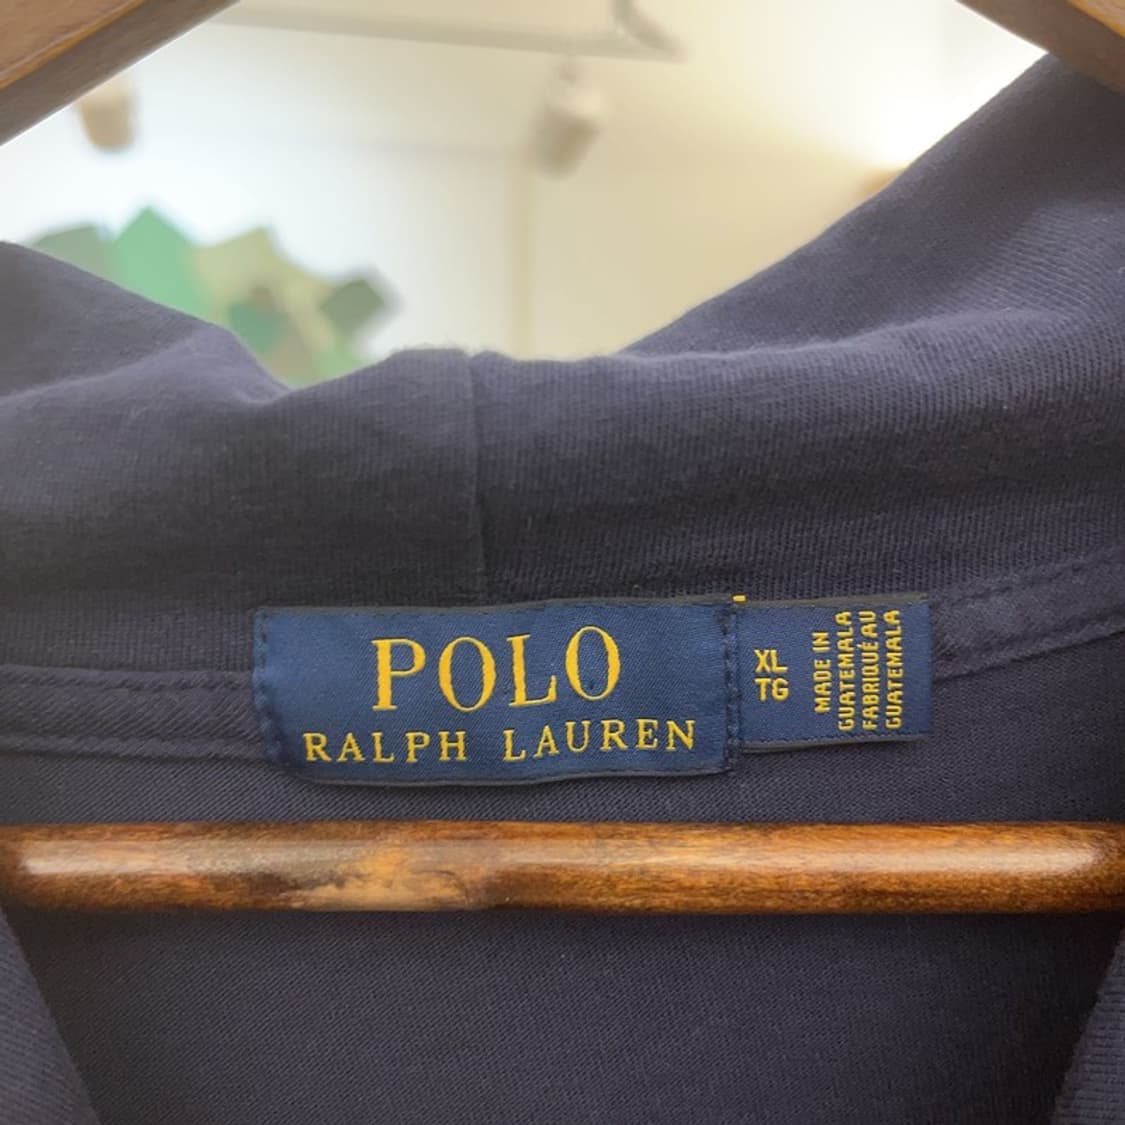 POLO
RALPH LAUREN
XL
TG
MADE IN
GUATEMALA
FABRIQUÉ AU
GUATEMALA